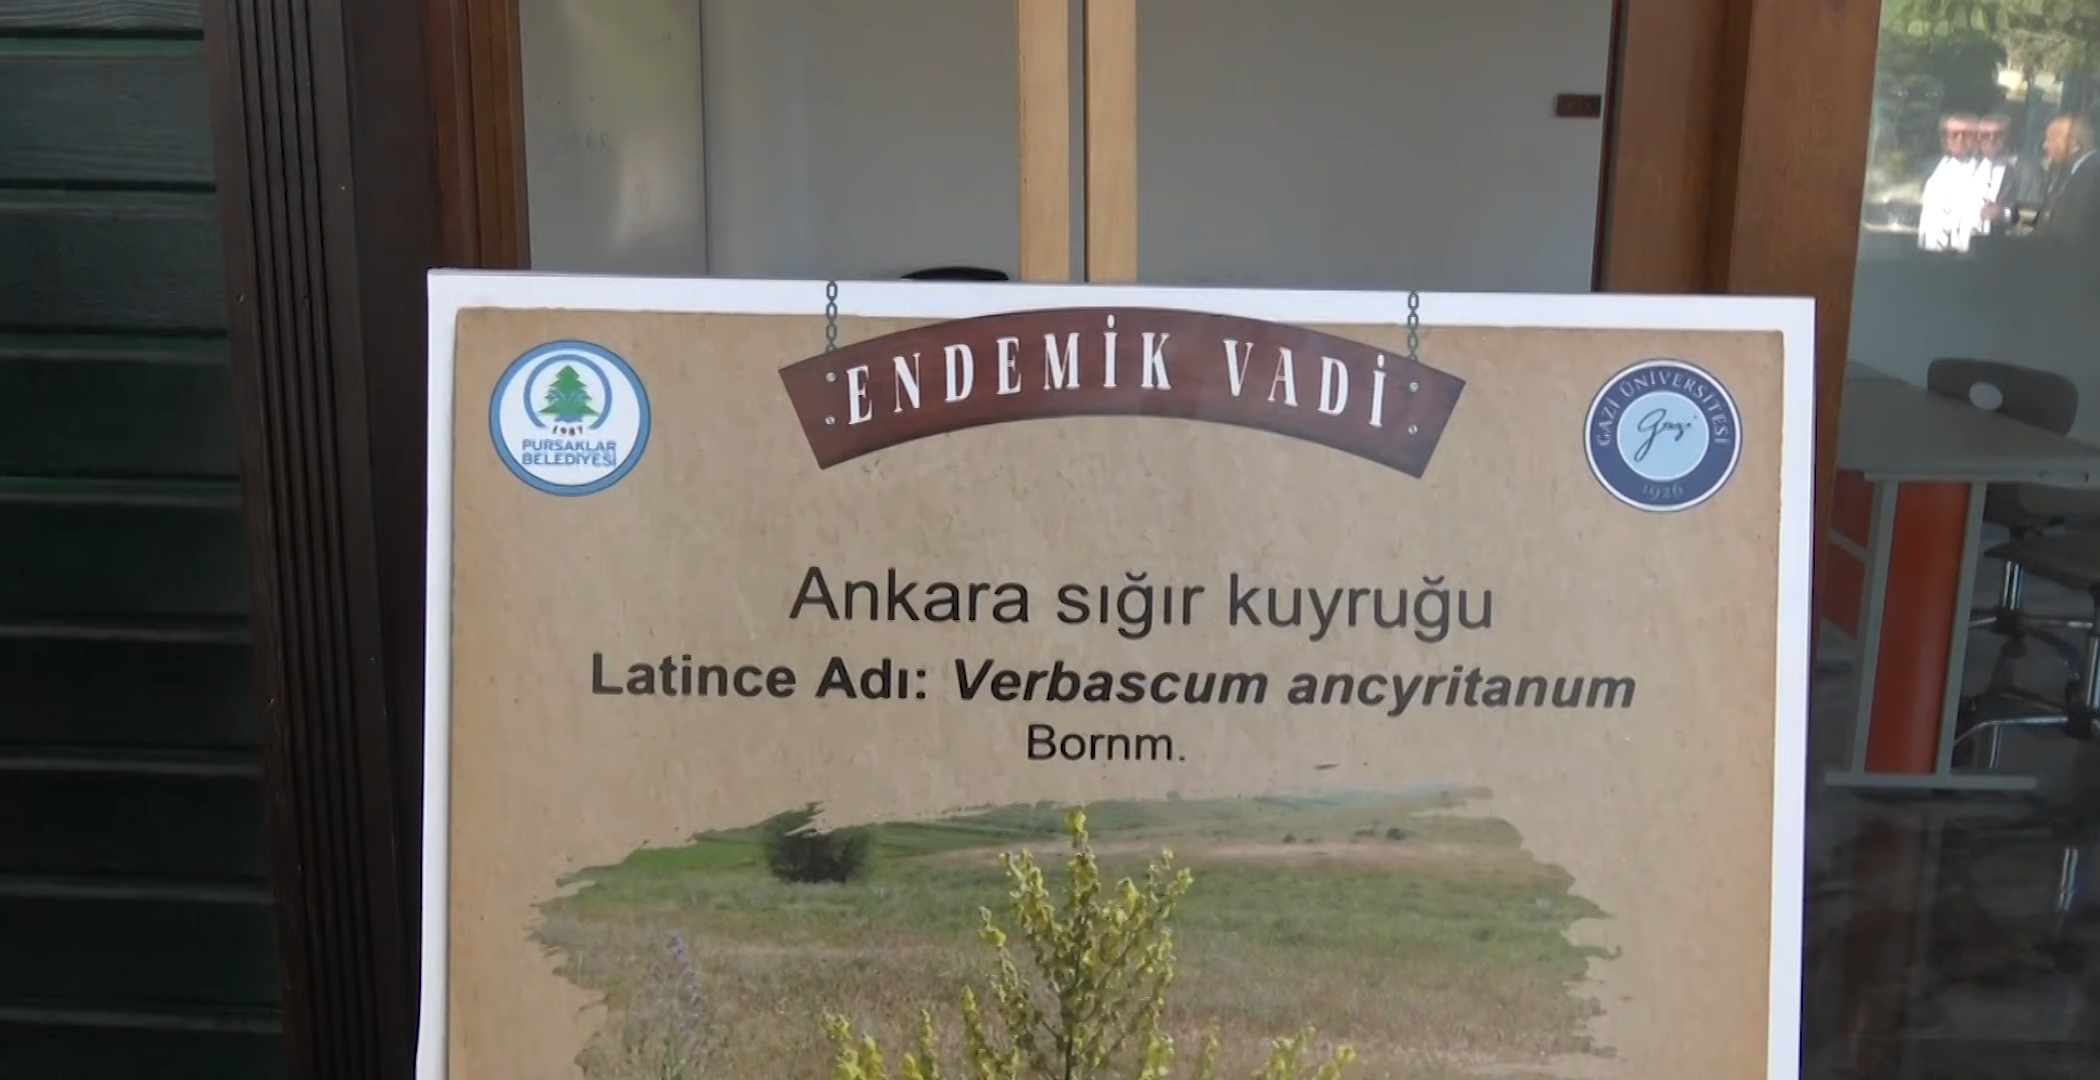 ENDEMİK VADİ
1987
PURSAKLAR
BELEDİYESİ
GAZİ ÜNİVERSİTESİ
Gazi
1926
Ankara sığır kuyruğu
Latince Adı: Verbascum ancyritanum
Bornm.